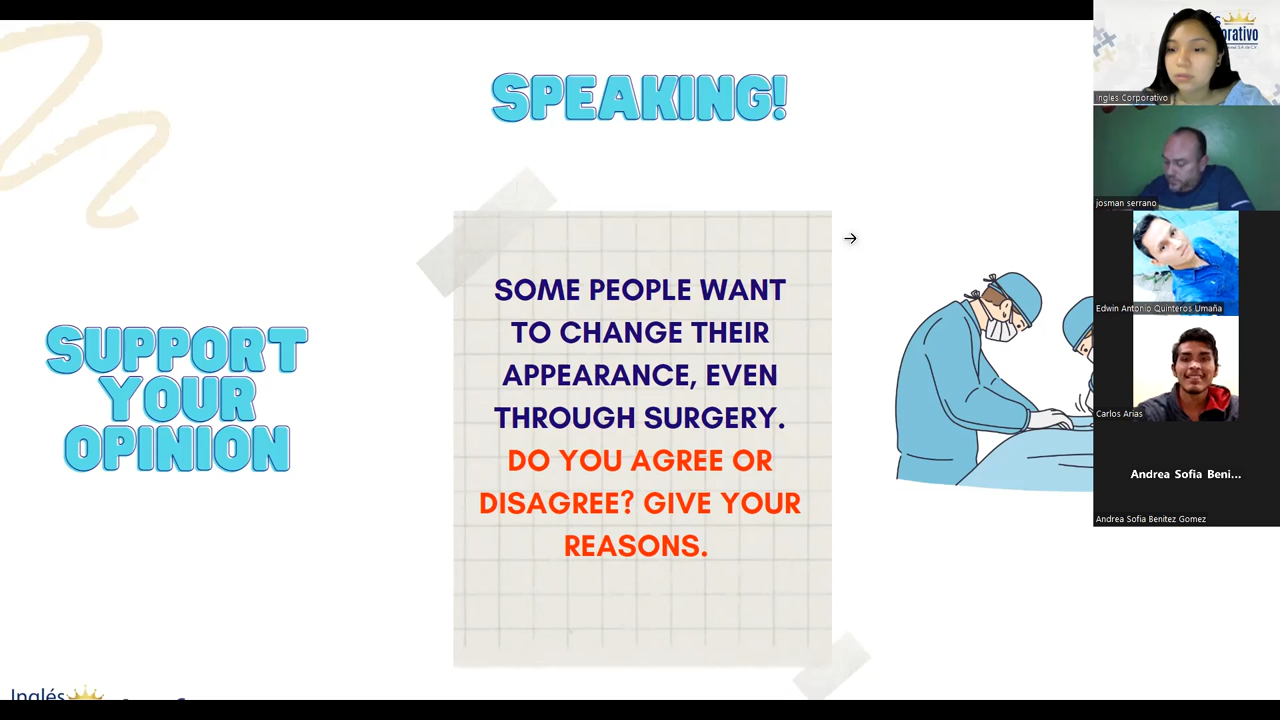 SPEAKING!
SUPPORT
YOUR
OPINION
SOME PEOPLE WANT
TO CHANGE THEIR
APPEARANCE, EVEN
THROUGH SURGERY.
DO YOU AGREE OR
DISAGREE? GIVE YOUR
REASONS.
Ingles Corporativo
josman serrano
Edwin Antonio Quinteros Umaña
Carlos Arias
Andrea Sofia Beni...
Andrea Sofia Benitez Gomez
Inglés